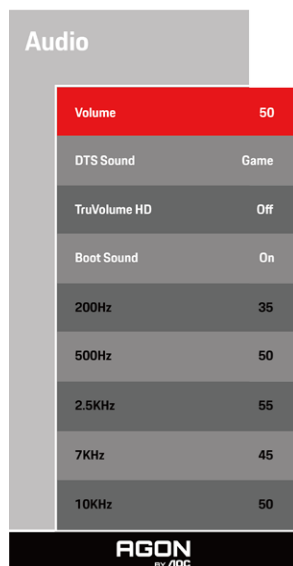 Audio
Volume 50
DTS Sound Game
TruVolume HD Off
Boot Sound On
200Hz 35
500Hz 50
2.5KHz 55
7KHz 45
10KHz 50
AGON
BY AOC